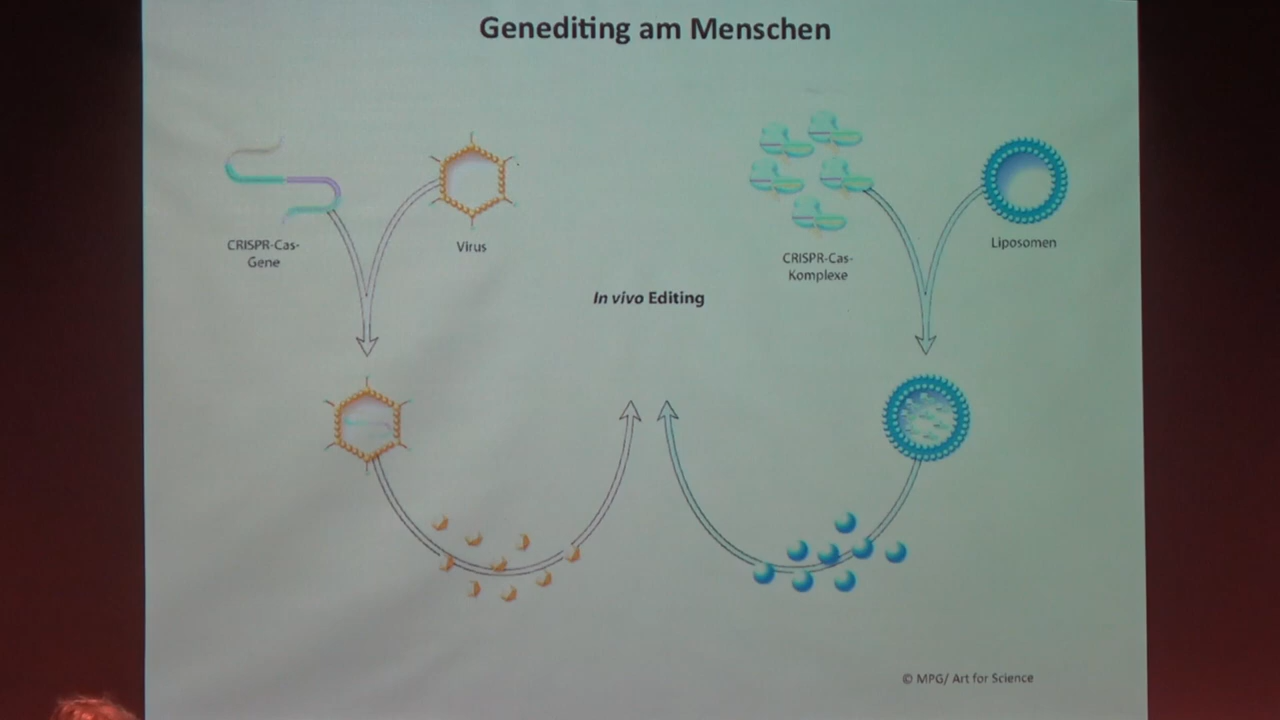 Genediting am Menschen
CRISPR-Cas-
Gene
Virus
CRISPR-Cas-
Komplexe
Liposomen
In vivo Editing
© MPG/ Art for Science